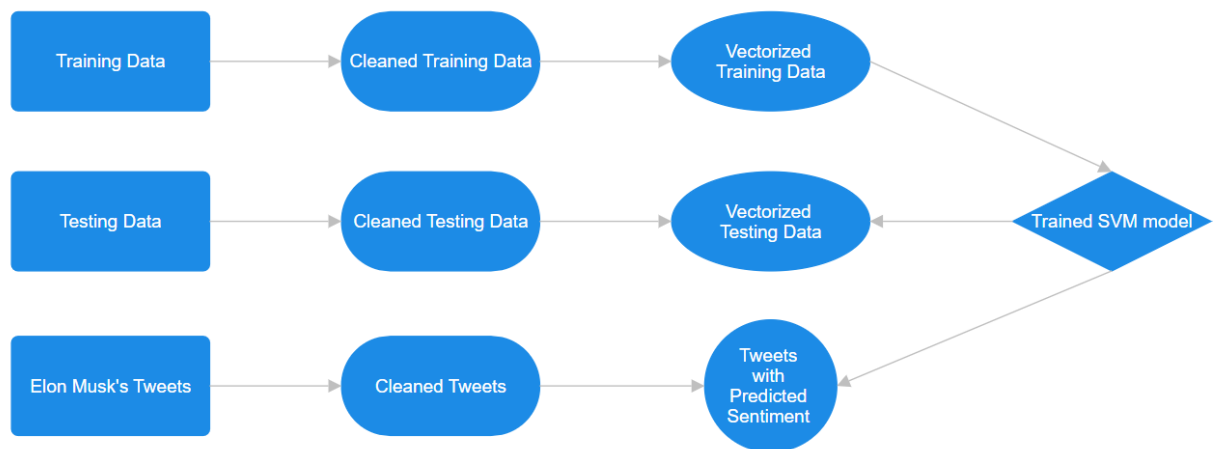 Training Data
Cleaned Training Data
Vectorized
Training Data
Testing Data
Cleaned Testing Data
Vectorized
Testing Data
Trained SVM model
Elon Musk's Tweets
Cleaned Tweets
Tweets
with
Predicted
Sentiment